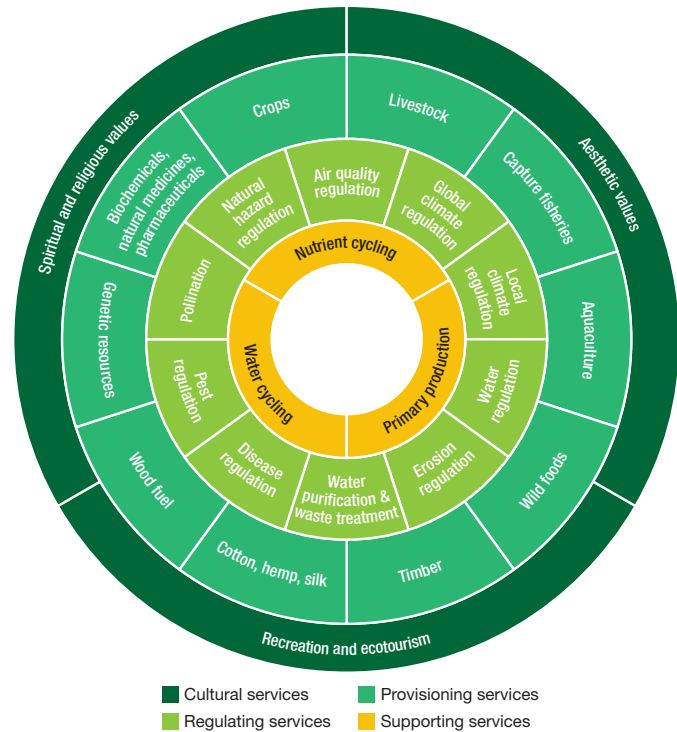 Spiritual and religious values
Aesthetic values
Recreation and ecotourism
Crops
Livestock
Capture fisheries
Aquaculture
Wild foods
Timber
Cotton, hemp, silk
Wood fuel
Genetic resources
Biochemicals,
natural medicines,
pharmaceuticals
Air quality
regulation
Global
climate
regulation
Local
climate
regulation
Water
regulation
Erosion
regulation
Water
purification &
waste treatment
Disease
regulation
Pest
regulation
Pollination
Natural
hazard
regulation
Nutrient cycling
Primary production
Water cycling
Cultural services
Provisioning services
Regulating services
Supporting services